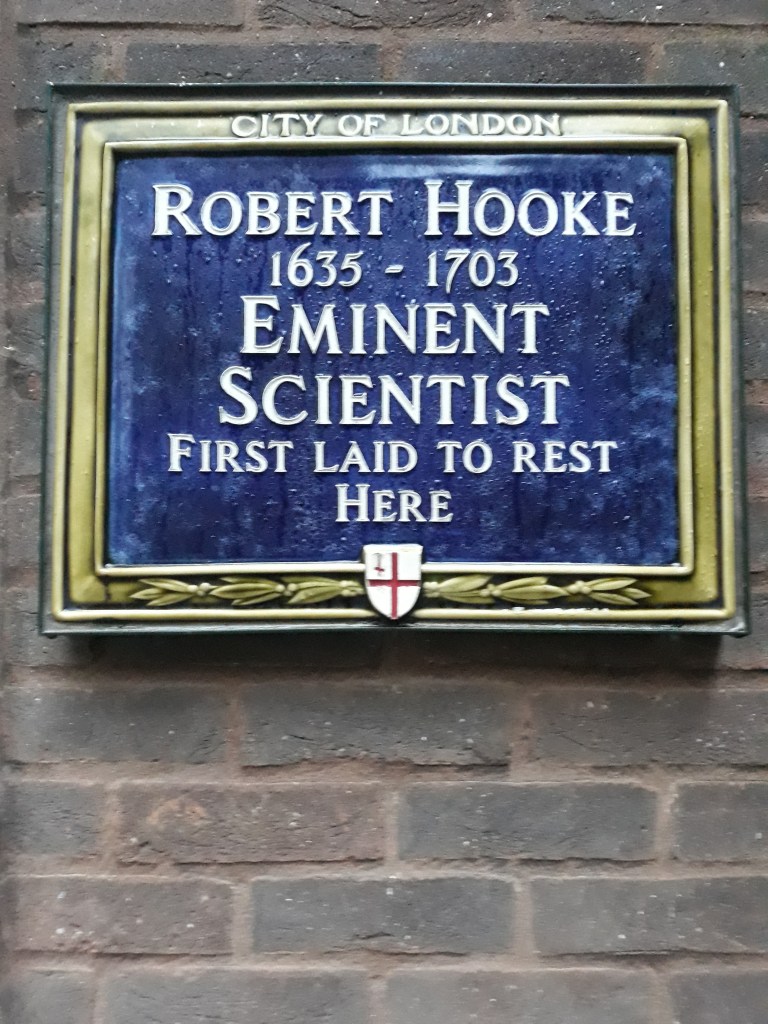 CITY OF LONDON
ROBERT HOOKE
1635 - 1703
EMINENT
SCIENTIST
FIRST LAID TO REST
HERE